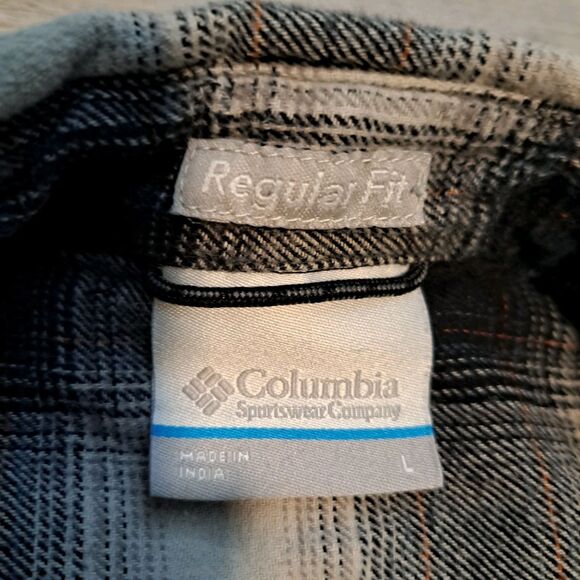 Regular Fit
Columbia
Sportswear Company
MADE IN
INDIA
L